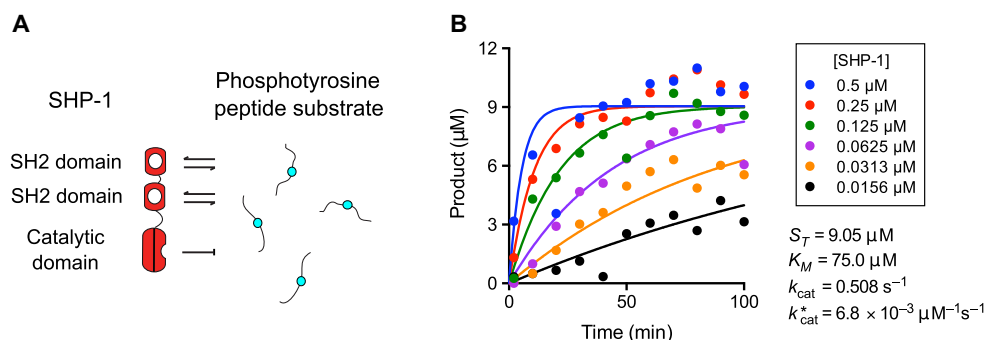 A
SHP-1
Phosphotyrosine
peptide substrate
SH2 domain
SH2 domain
Catalytic
domain
B
Product (μM)
12
9
6
3
0
0
50
100
Time (min)
[SHP-1]
0.5 μM
0.25 μM
0.125 μM
0.0625 μM
0.0313 μM
0.0156 μM
S_T = 9.05 μM
K_M = 75.0 μM
k_cat = 0.508 s⁻¹
k*_cat = 6.8 × 10⁻³ μM⁻¹s⁻¹